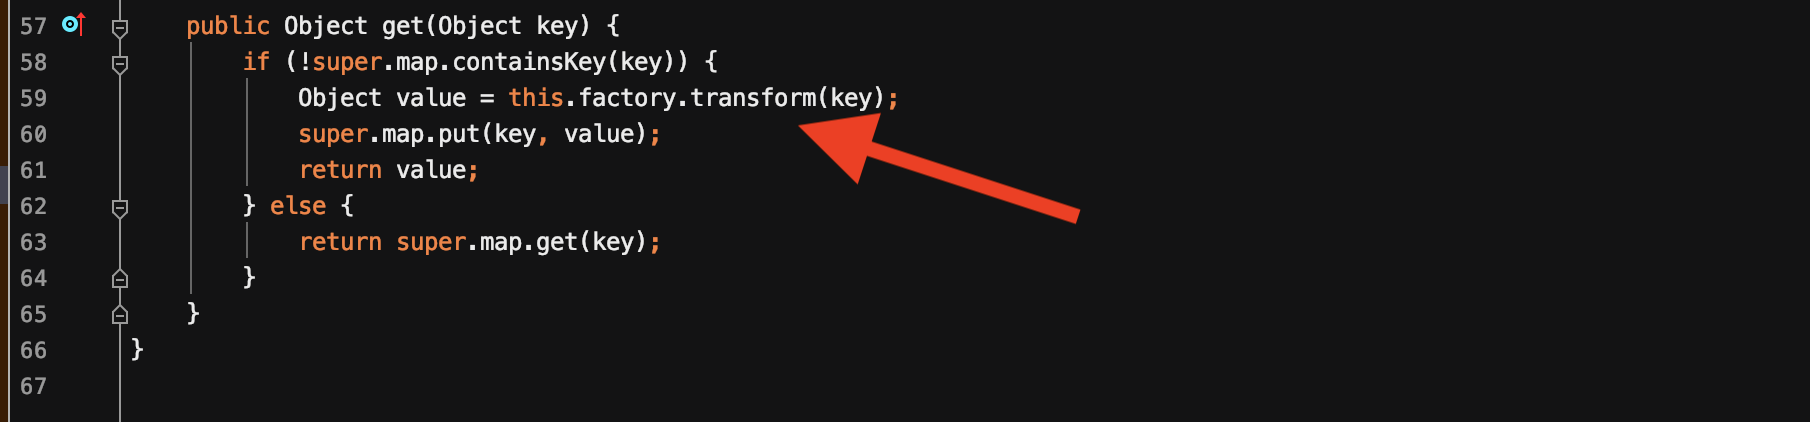 57 public Object get(Object key) {
58 if (!super.map.containsKey(key)) {
59 Object value = this.factory.transform(key);
60 super.map.put(key, value);
61 return value;
62 } else {
63 return super.map.get(key);
64 }
65 }
66 }
67